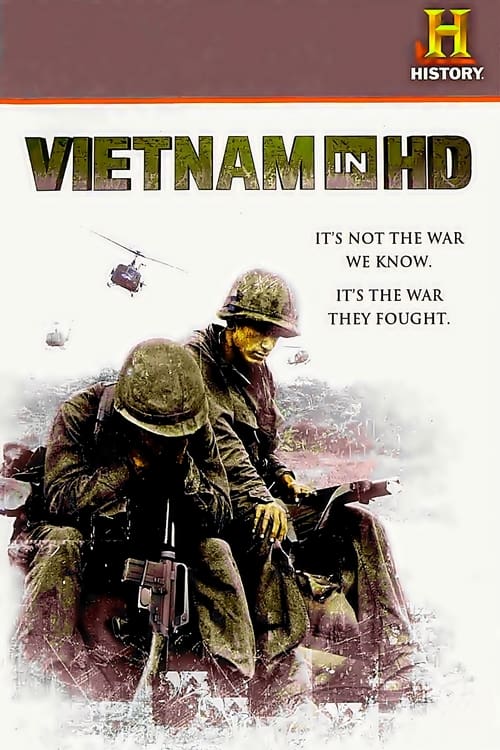 H
HISTORY.
VIETNAM IN HD
IT'S NOT THE WAR
WE KNOW.
IT'S THE WAR
THEY FOUGHT.